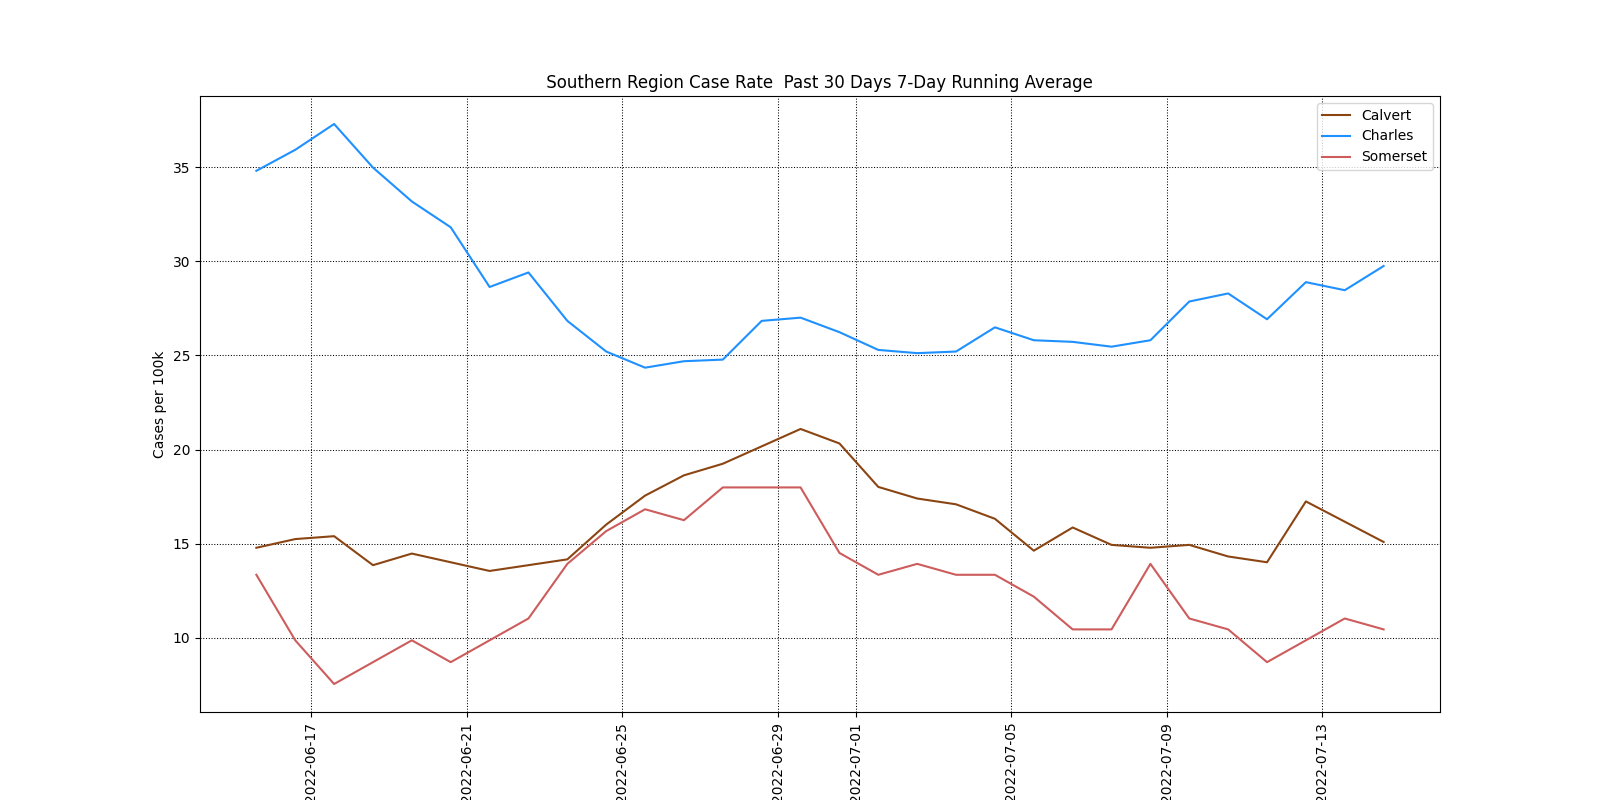 Southern Region Case Rate  Past 30 Days 7-Day Running Average
Calvert
Charles
Somerset
Cases per 100k
35
30
25
20
15
10
2022-06-17
2022-06-21
2022-06-25
2022-06-29
2022-07-01
2022-07-05
2022-07-09
2022-07-13